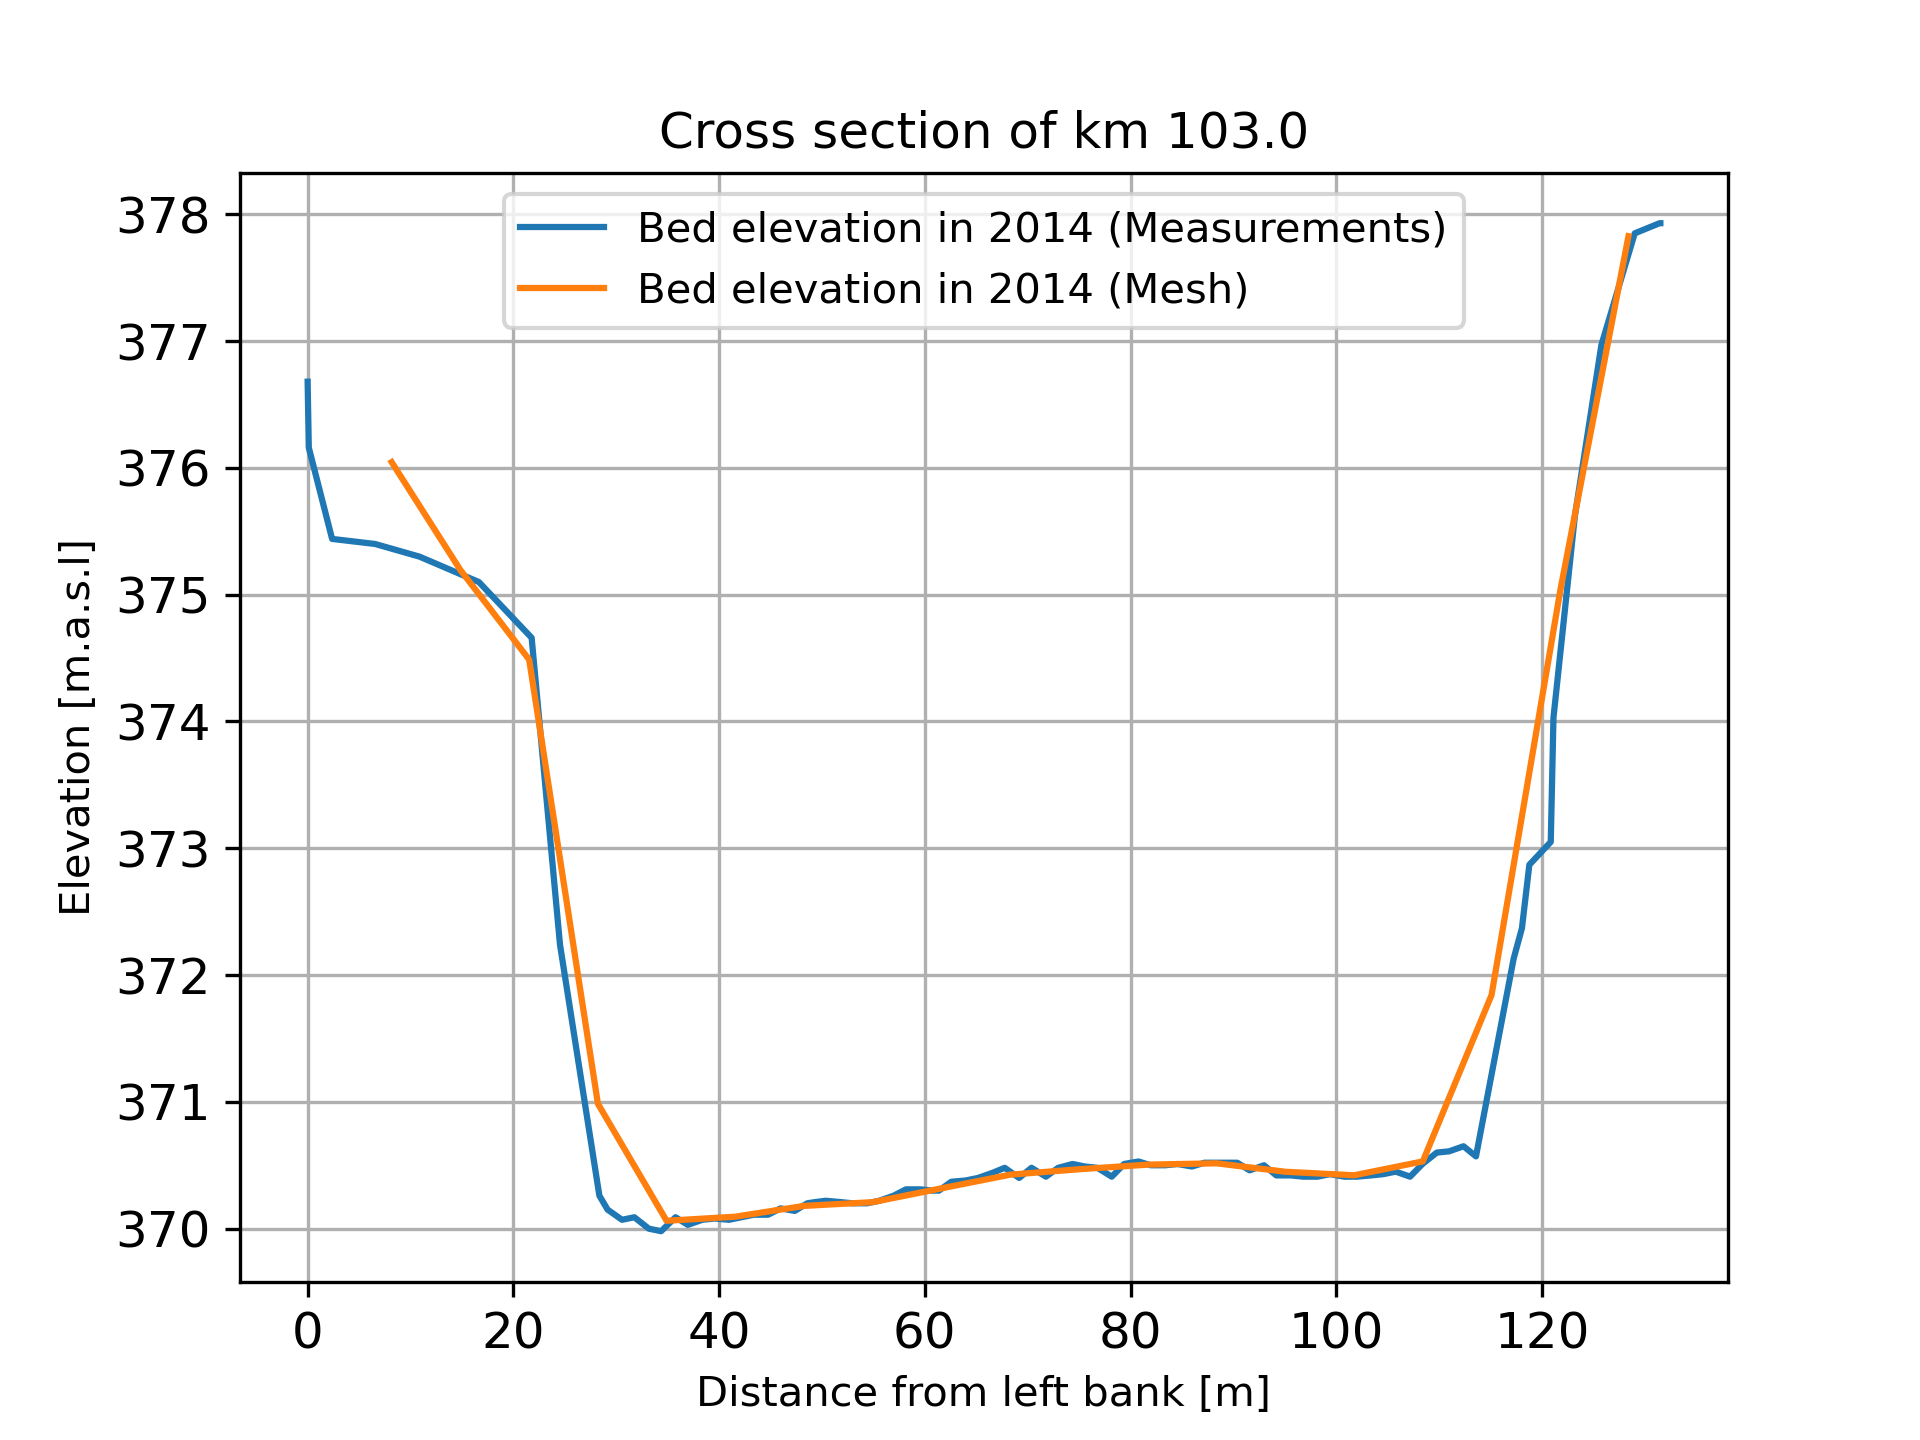 Cross section of km 103.0
Bed elevation in 2014 (Measurements)
Bed elevation in 2014 (Mesh)
378
377
376
375
374
373
372
371
370
Elevation [m.a.s.l]
0 20 40 60 80 100 120
Distance from left bank [m]